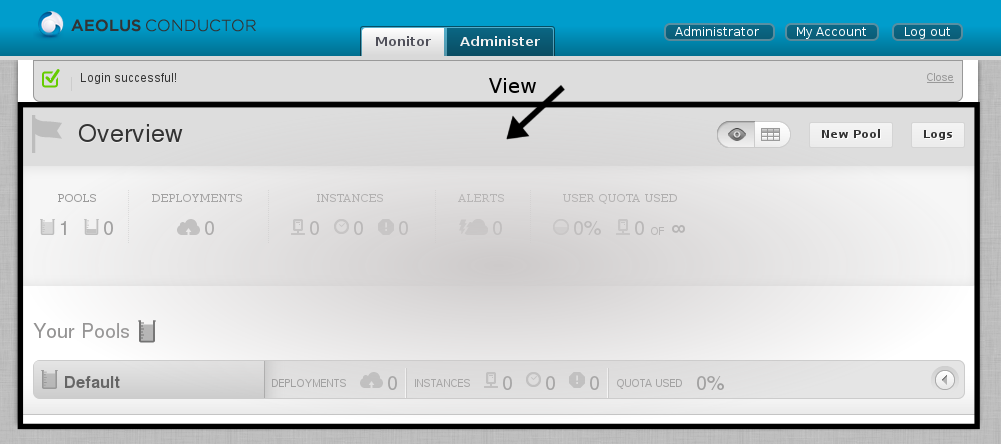 AEOLUS CONDUCTOR
Monitor Administer
Administrator My Account Log out
Login successful! Close
View
Overview New Pool Logs
POOLS DEPLOYMENTS INSTANCES ALERTS USER QUOTA USED
1 0 0 0 0 0 0 0% 0 OF ∞
Your Pools
Default DEPLOYMENTS 0 INSTANCES 0 0 0 QUOTA USED 0%